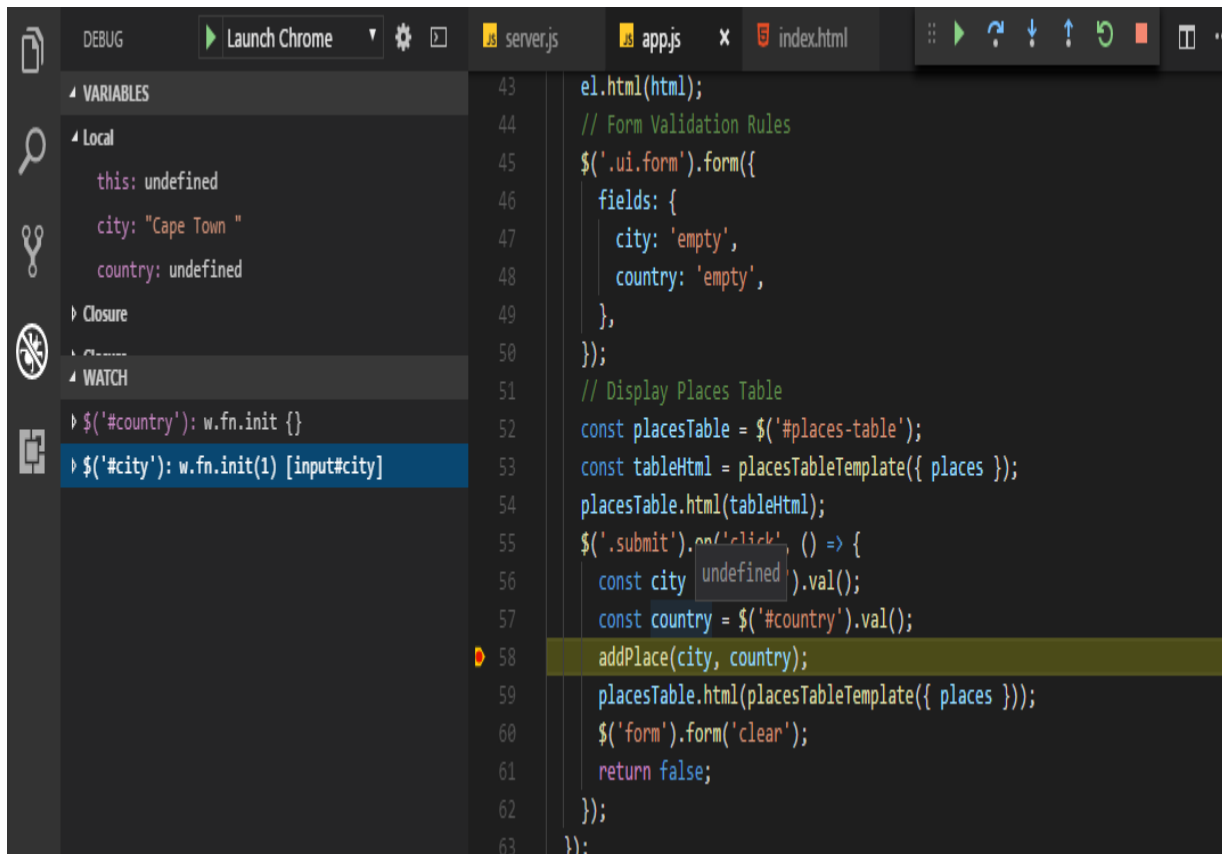 DEBUG
Launch Chrome
VARIABLES
Local
this: undefined
city: "Cape Town "
country: undefined
Closure
WATCH
$('#country'): w.fn.init {}
$('#city'): w.fn.init(1) [input#city]
JS server.js
JS app.js
5 index.html
43 el.html(html);
44 // Form Validation Rules
45 $('.ui.form').form({
46 fields: {
47 city: 'empty',
48 country: 'empty',
49 },
50 });
51 // Display Places Table
52 const placesTable = $('#places-table');
53 const tableHtml = placesTableTemplate({ places });
54 placesTable.html(tableHtml);
55 $('.submit').on('click', () => {
undefined
56 const city ').val();
57 const country = $('#country').val();
58 addPlace(city, country);
59 placesTable.html(placesTableTemplate({ places }));
60 $('form').form('clear');
61 return false;
62 });
63 });